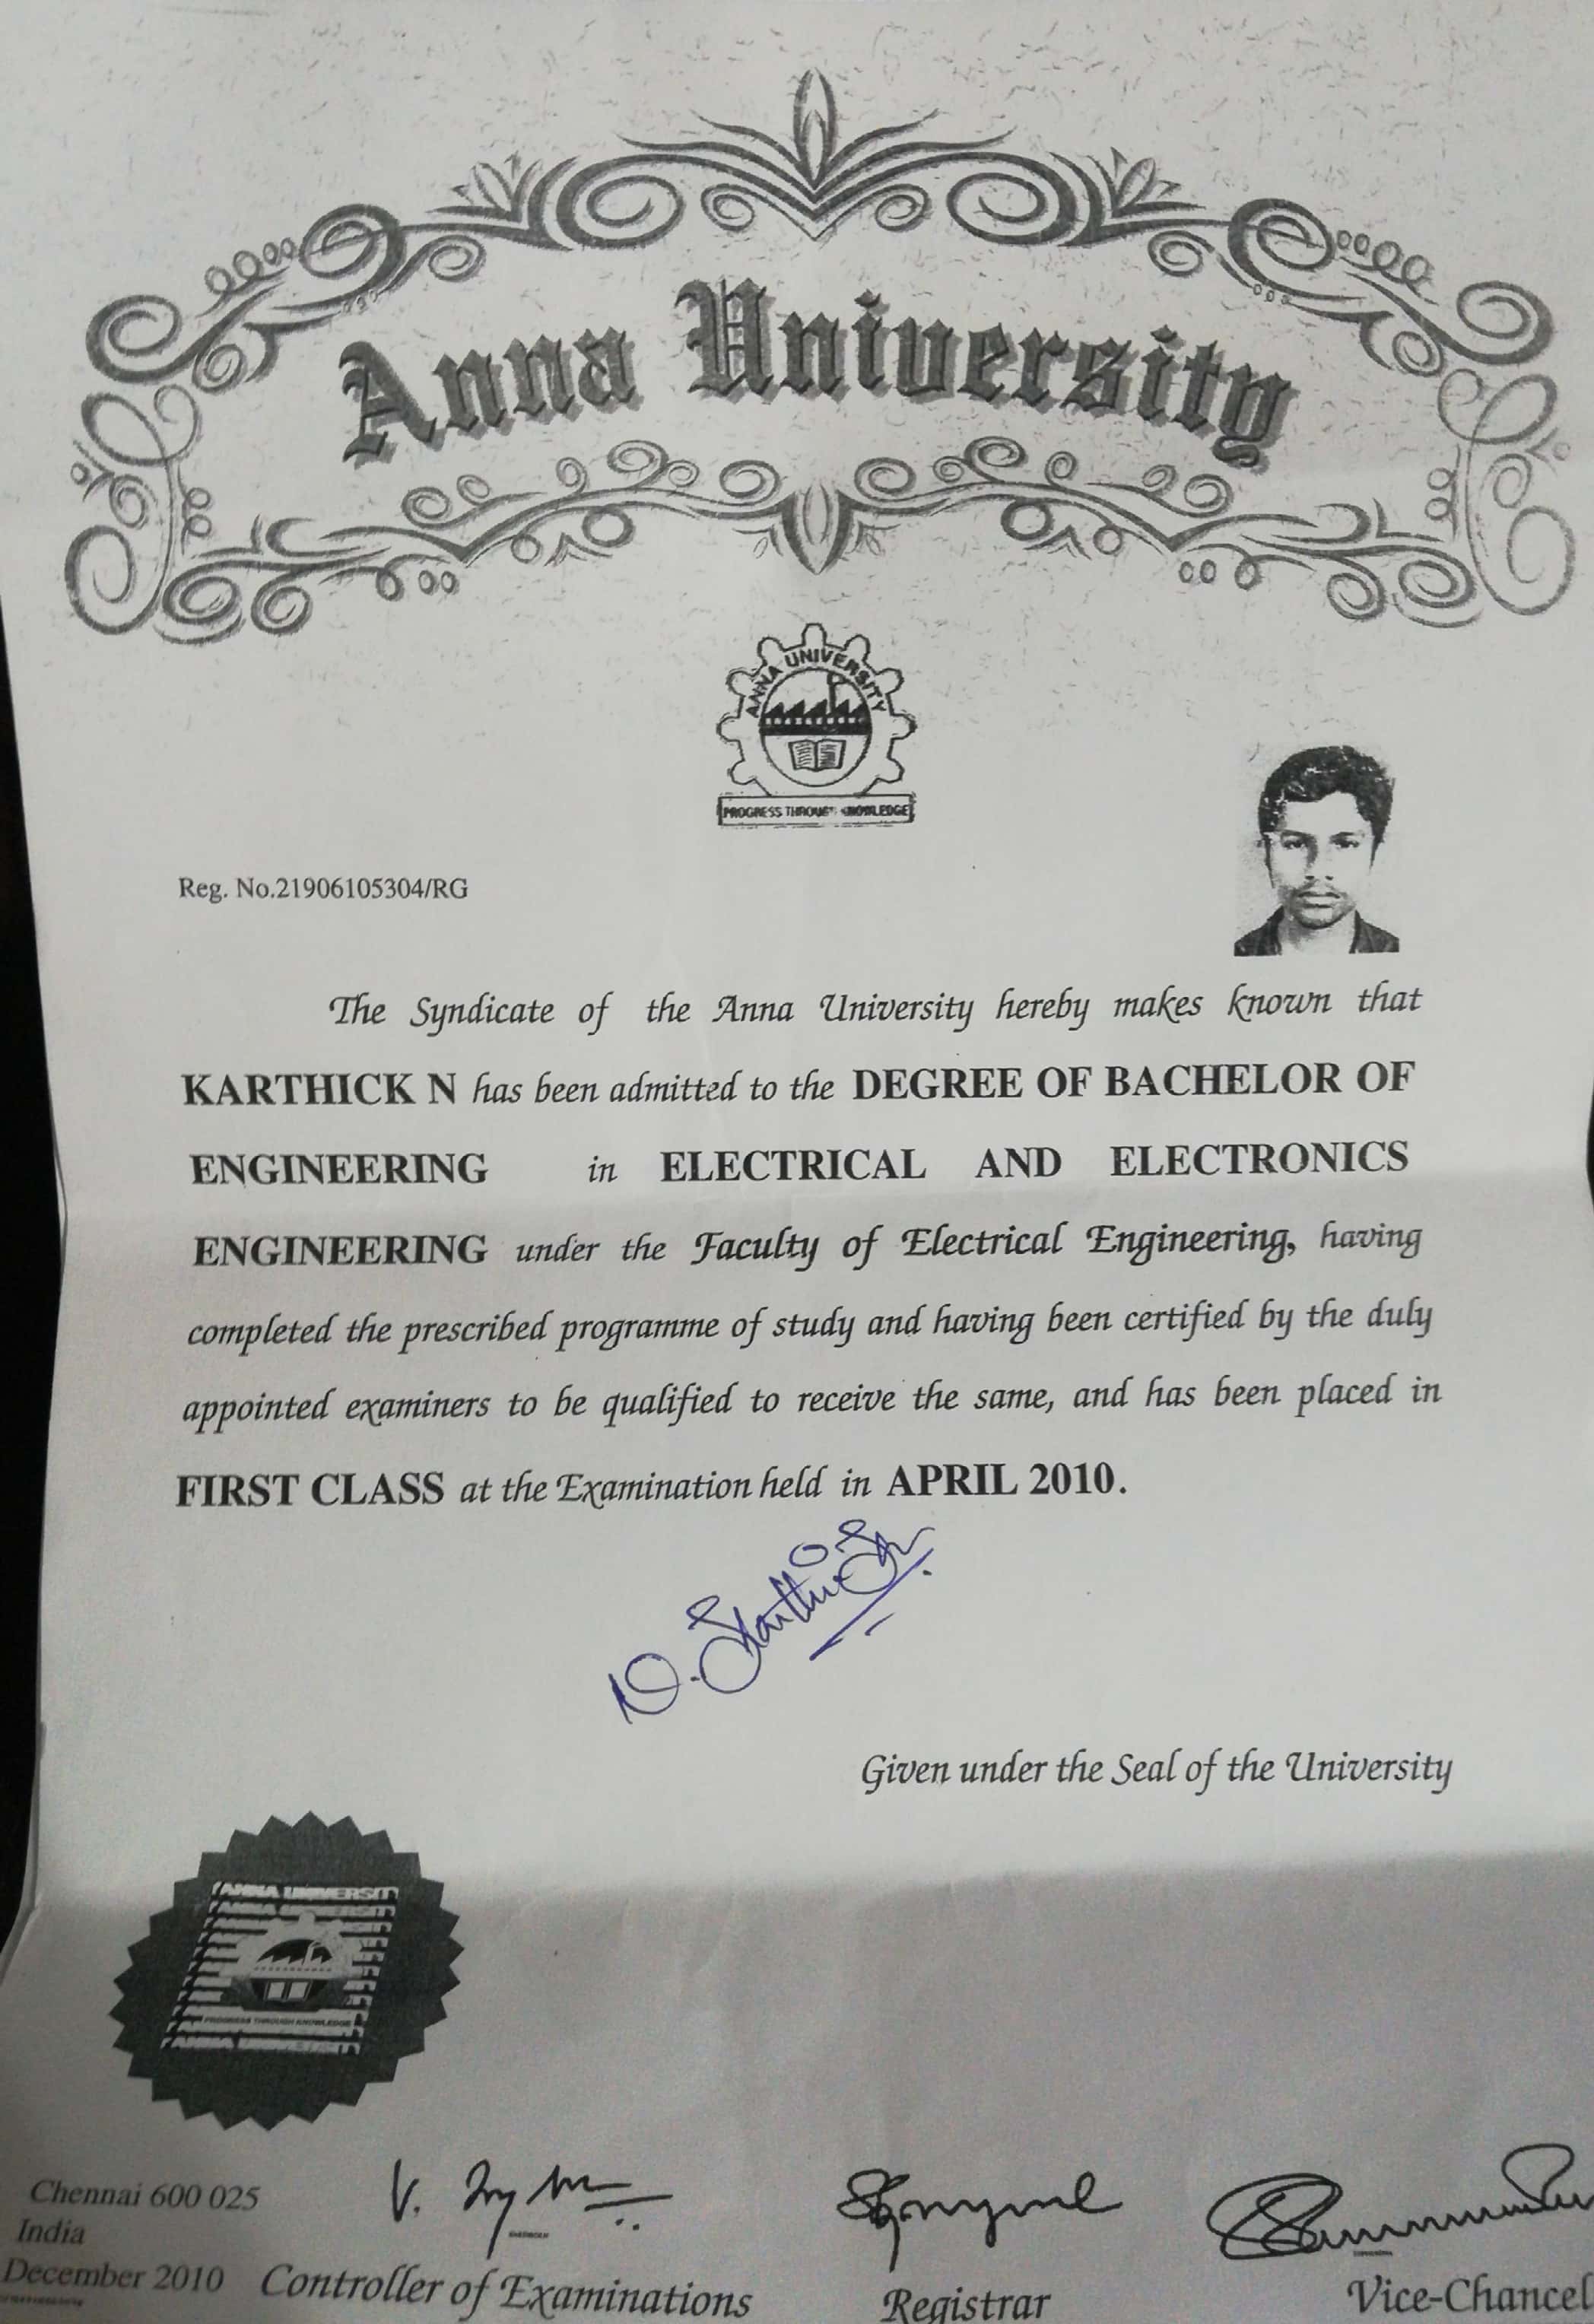 Anna University
ANNA UNIVERSITY
PROGRESS THROUGH KNOWLEDGE
Reg. No.21906105304/RG
The Syndicate of the Anna University hereby makes known that
KARTHICK N has been admitted to the DEGREE OF BACHELOR OF
ENGINEERING in ELECTRICAL AND ELECTRONICS
ENGINEERING under the Faculty of Electrical Engineering, having
completed the prescribed programme of study and having been certified by the duly
appointed examiners to be qualified to receive the same, and has been placed in
FIRST CLASS at the Examination held in APRIL 2010.
Given under the Seal of the University
ANNA UNIVERSITY
PROGRESS THROUGH KNOWLEDGE
Chennai 600 025
India
December 2010 Controller of Examinations
Registrar
Vice-Chancel